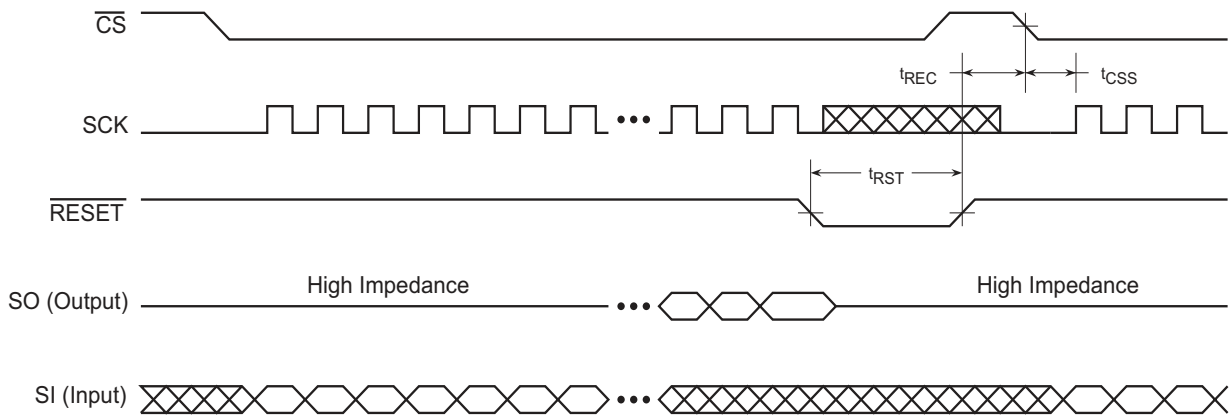 CS
tREC
tCSS
SCK
tRST
RESET
High Impedance
High Impedance
SO (Output)
SI (Input)